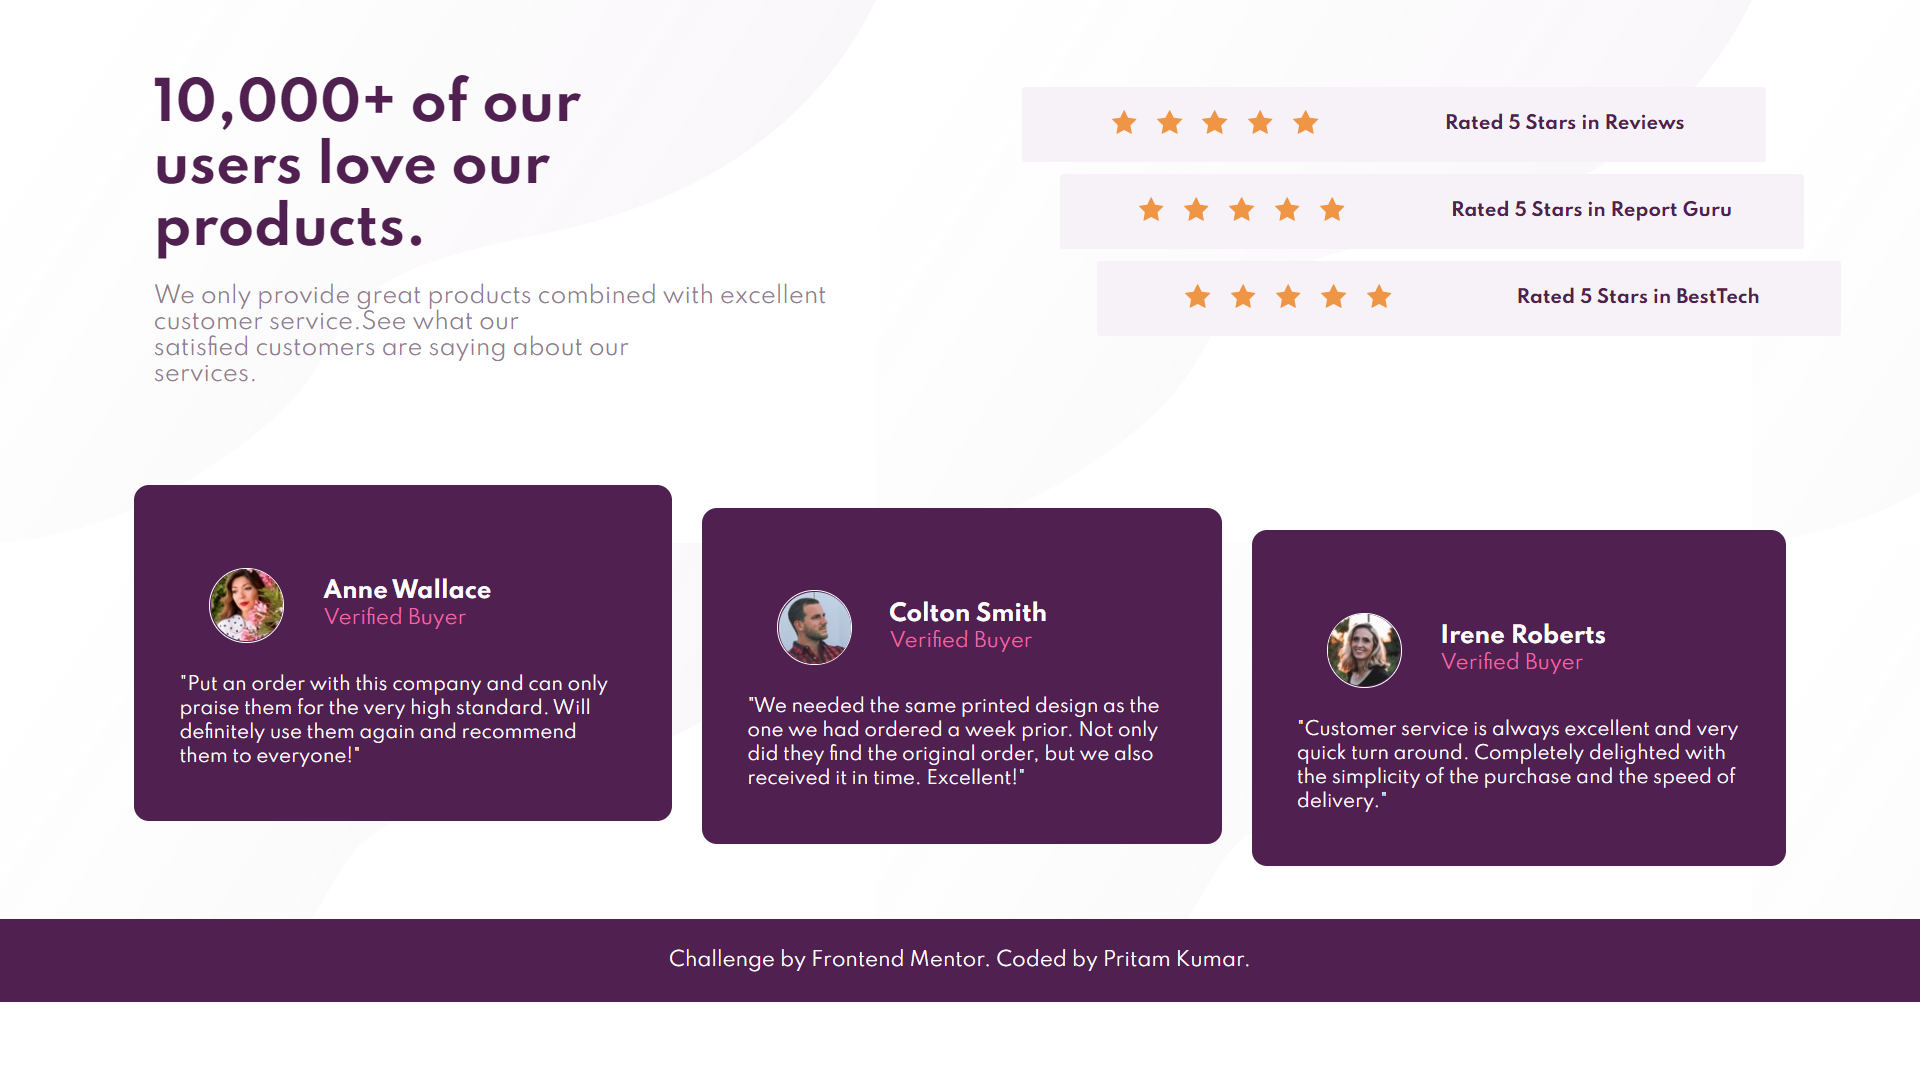 10,000+ of our
users love our
products.
We only provide great products combined with excellent
customer service.See what our
satisfied customers are saying about our
services.
Rated 5 Stars in Reviews
Rated 5 Stars in Report Guru
Rated 5 Stars in BestTech
Anne Wallace
Verified Buyer
"Put an order with this company and can only
praise them for the very high standard. Will
definitely use them again and recommend
them to everyone!"
Colton Smith
Verified Buyer
"We needed the same printed design as the
one we had ordered a week prior. Not only
did they find the original order, but we also
received it in time. Excellent!"
Irene Roberts
Verified Buyer
"Customer service is always excellent and very
quick turn around. Completely delighted with
the simplicity of the purchase and the speed of
delivery."
Challenge by Frontend Mentor. Coded by Pritam Kumar.